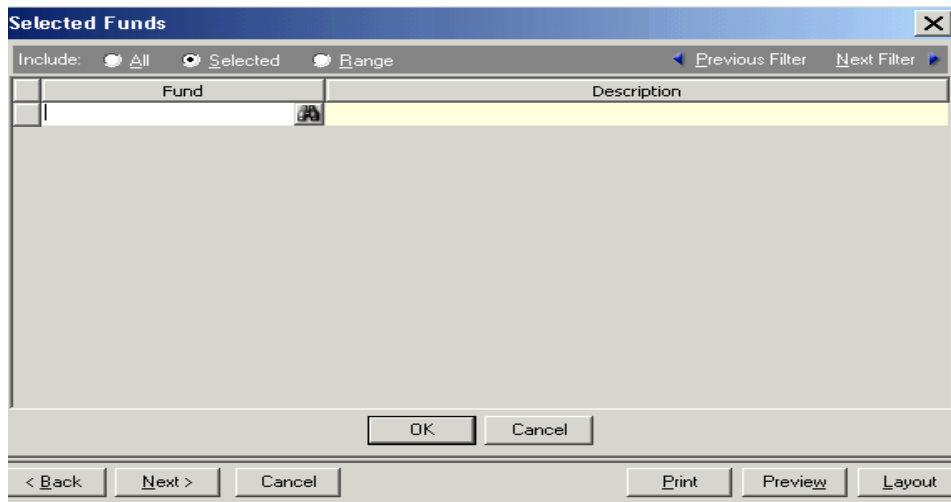 Selected Funds
Include: All Selected Range Previous Filter Next Filter
Fund Description
OK Cancel
< Back Next > Cancel Print Preview Layout